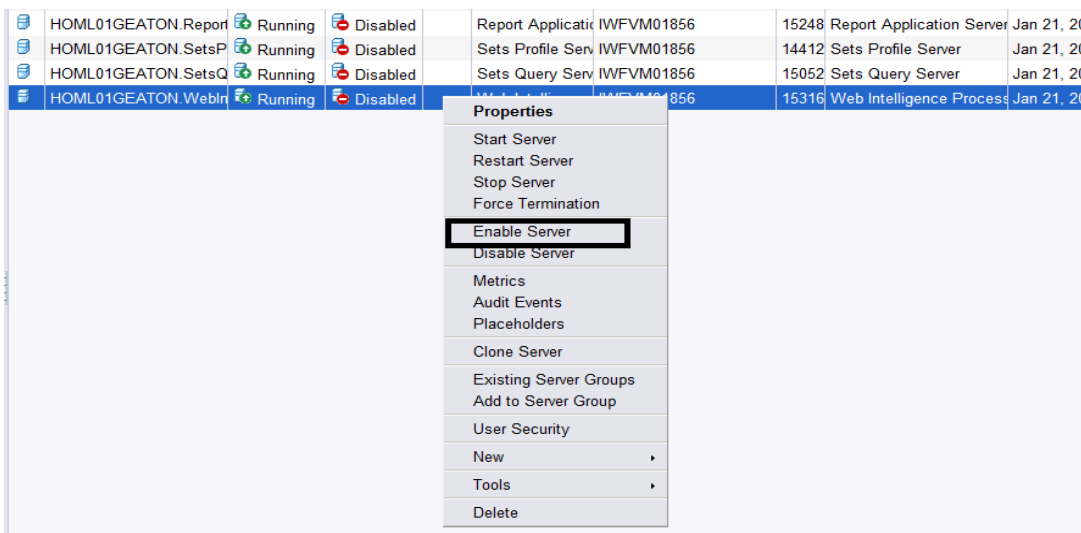 HOML01GEATON.Report Running Disabled Report Applicatio IWFVM01856 15248 Report Application Server Jan 21, 20
HOML01GEATON.SetsP Running Disabled Sets Profile Serv IWFVM01856 14412 Sets Profile Server Jan 21, 20
HOML01GEATON.SetsQ Running Disabled Sets Query Serv IWFVM01856 15052 Sets Query Server Jan 21, 20
HOML01GEATON.WebIn Running Disabled 856 15316 Web Intelligence Process Jan 21, 20
Properties
Start Server
Restart Server
Stop Server
Force Termination
Enable Server
Disable Server
Metrics
Audit Events
Placeholders
Clone Server
Existing Server Groups
Add to Server Group
User Security
New
Tools
Delete